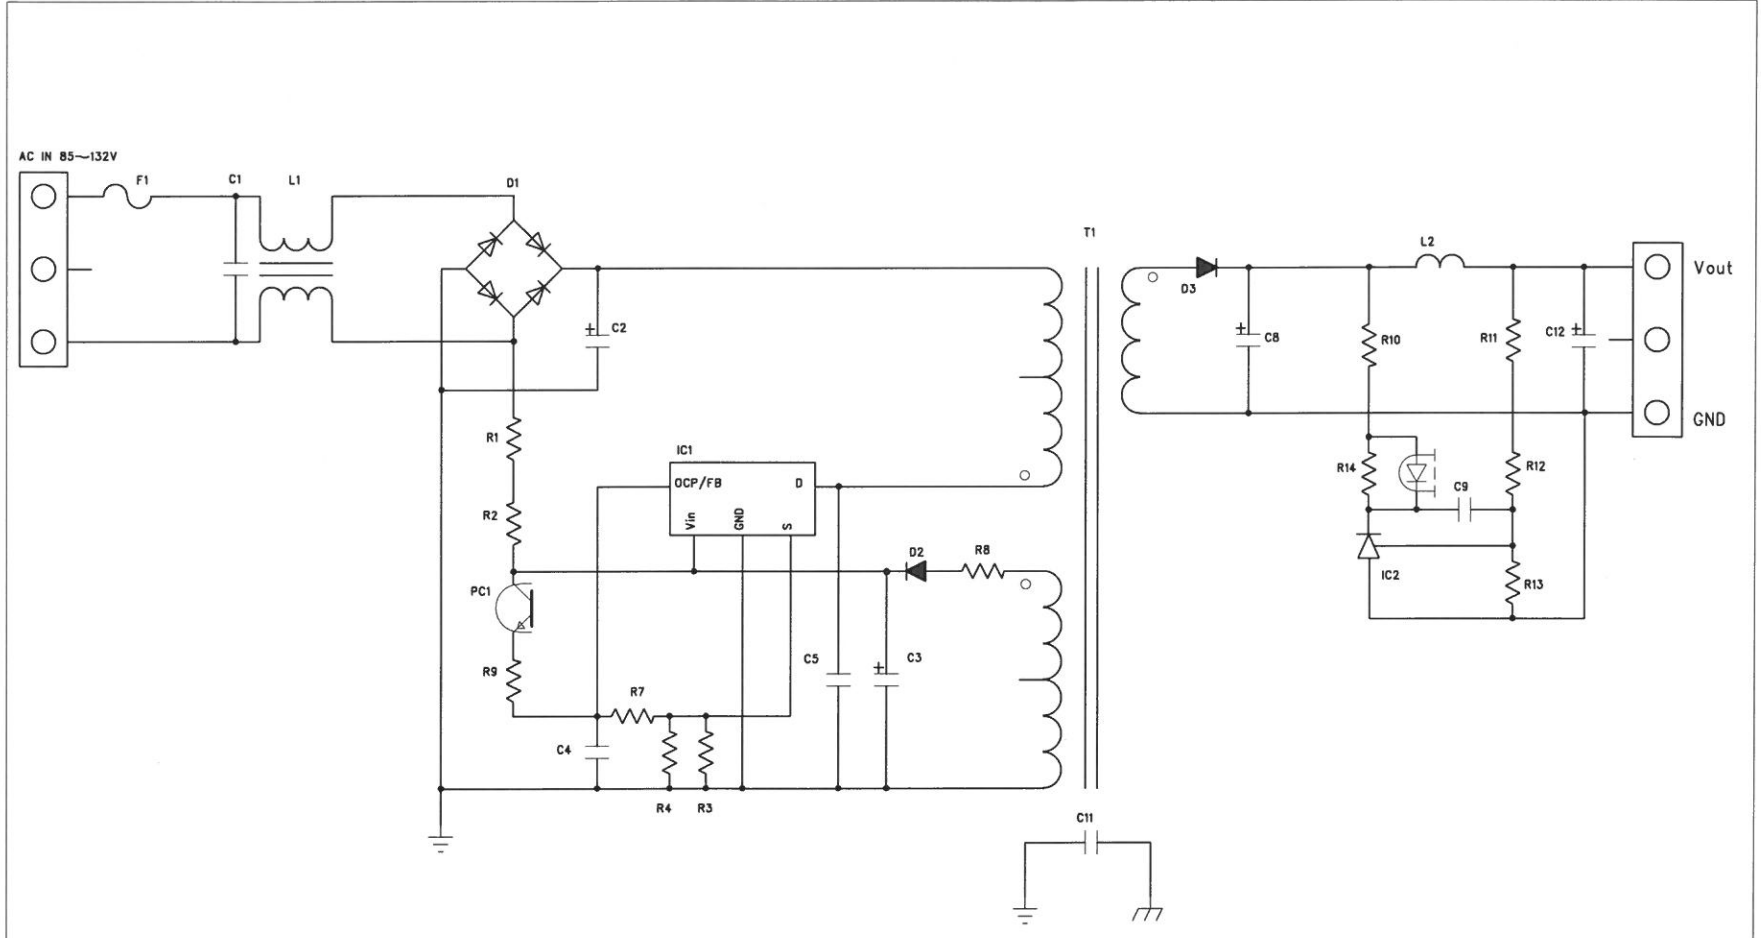 AC IN 85～132V
F1
C1
L1
D1
T1
L2
Vout
D3
C2
C8
R10
R11
C12
GND
R1
IC1
OCP/FB
D
R14
R12
C9
R2
Vin
GND
S
D2
R8
IC2
R13
PC1
R9
C5
C3
R7
C4
R4
R3
C11